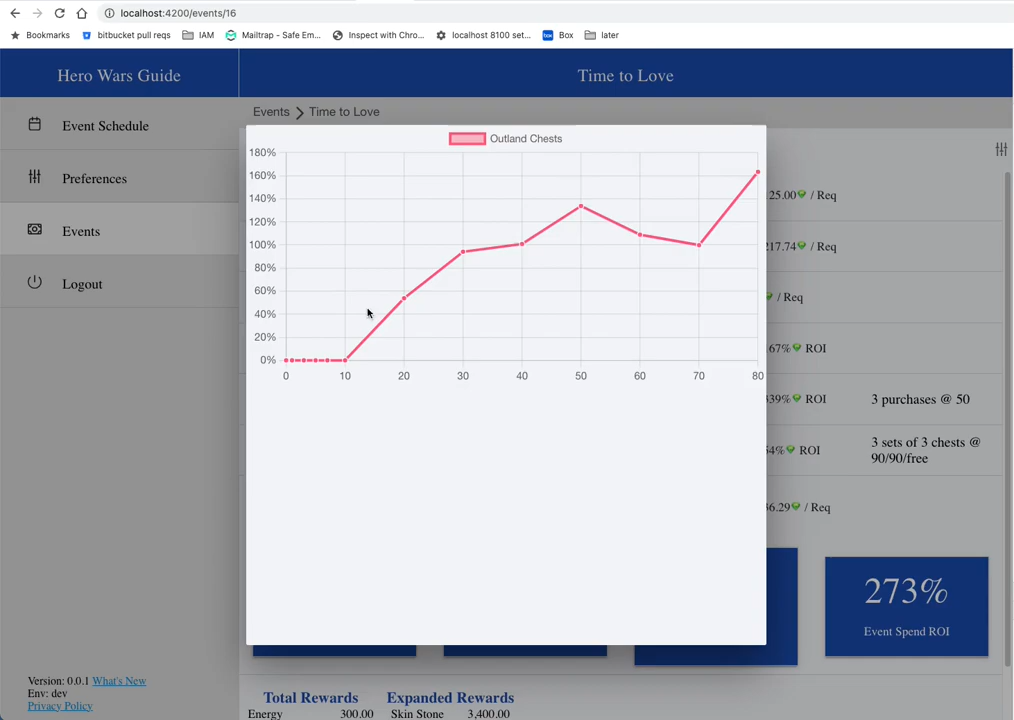 localhost:4200/events/16
Bookmarks bitbucket pull reqs IAM Mailtrap - Safe Em... Inspect with Chro... localhost 8100 set... box Box later
Hero Wars Guide
Time to Love
Event Schedule
Preferences
Events
Logout
Version: 0.0.1 What's New
Env: dev
Privacy Policy
Events Time to Love
Outland Chests
180%
160%
140%
120%
100%
80%
60%
40%
20%
0%
0 10 20 30 40 50 60 70 80
25.00 / Req
217.74 / Req
/ Req
67% ROI
39% ROI 3 purchases @ 50
4% ROI 3 sets of 3 chests @
90/90/free
6.29 / Req
273%
Event Spend ROI
Total Rewards Expanded Rewards
Energy 300.00 Skin Stone 3,400.00